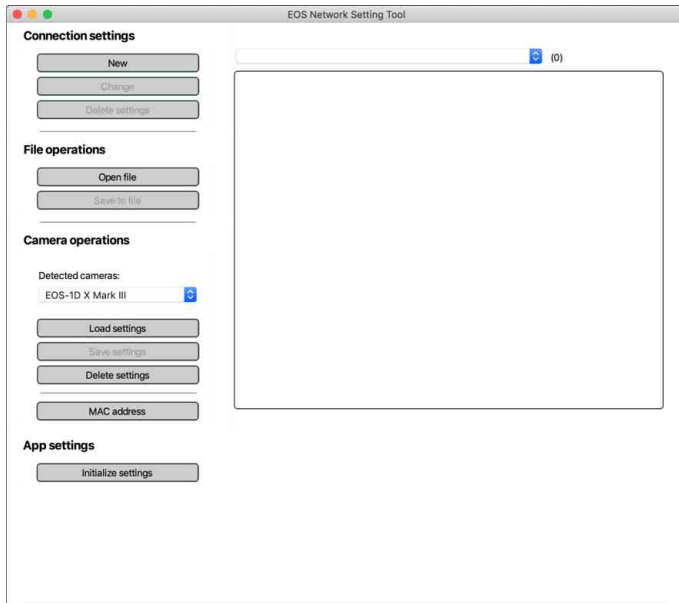 EOS Network Setting Tool
Connection settings
New
Change
Delete settings
(0)
File operations
Open file
Save to file
Camera operations
Detected cameras:
EOS-1D X Mark III
Load settings
Save settings
Delete settings
MAC address
App settings
Initialize settings